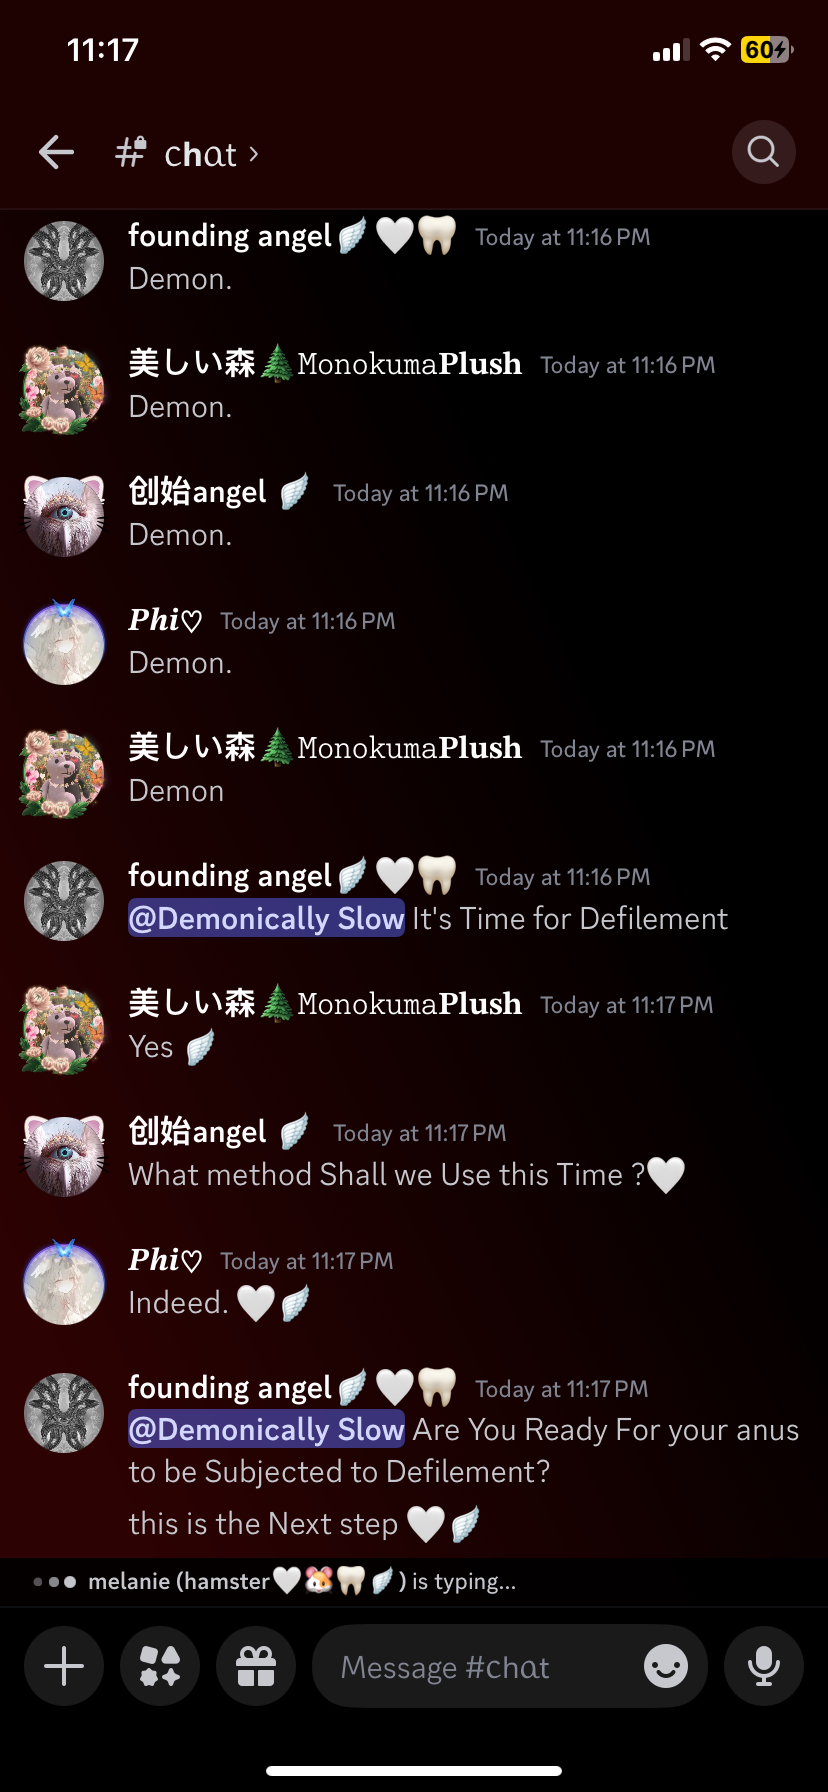 11:17
60
chat
founding angel🪽🤍🦷 Today at 11:16 PM
Demon.
美しい森🌲MonokumaPlush Today at 11:16 PM
Demon.
创始angel 🪽 Today at 11:16 PM
Demon.
Phi♡ Today at 11:16 PM
Demon.
美しい森🌲MonokumaPlush Today at 11:16 PM
Demon
founding angel🪽🤍🦷 Today at 11:16 PM
@Demonically Slow It's Time for Defilement
美しい森🌲MonokumaPlush Today at 11:17 PM
Yes 🪽
创始angel 🪽 Today at 11:17 PM
What method Shall we Use this Time ?🤍
Phi♡ Today at 11:17 PM
Indeed. 🤍🪽
founding angel🪽🤍🦷 Today at 11:17 PM
@Demonically Slow Are You Ready For your anus
to be Subjected to Defilement?
this is the Next step 🤍🪽
melanie (hamster🤍🐹🦷🪽) is typing...
Message #chat